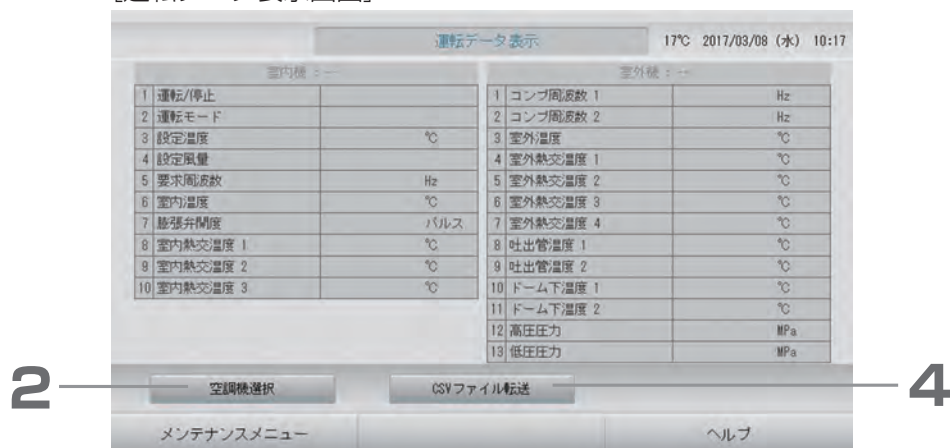 [運転データ表示画面]
運転データ表示 17℃ 2017/03/08 (水) 10:17
室内機 : --
1 運転/停止
2 運転モード
3 設定温度 ℃
4 設定風量
5 要求周波数 Hz
6 室内温度 ℃
7 膨張弁開度 パルス
8 室内熱交温度 1 ℃
9 室内熱交温度 2 ℃
10 室内熱交温度 3 ℃
室外機 : --
1 コンプ周波数 1 Hz
2 コンプ周波数 2 Hz
3 室外温度 ℃
4 室外熱交温度 1 ℃
5 室外熱交温度 2 ℃
6 室外熱交温度 3 ℃
7 室外熱交温度 4 ℃
8 吐出管温度 1 ℃
9 吐出管温度 2 ℃
10 ドーム下温度 1 ℃
11 ドーム下温度 2 ℃
12 高圧圧力 MPa
13 低圧圧力 MPa
2 空調機選択 CSVファイル転送 4
メンテナンスメニュー ヘルプ